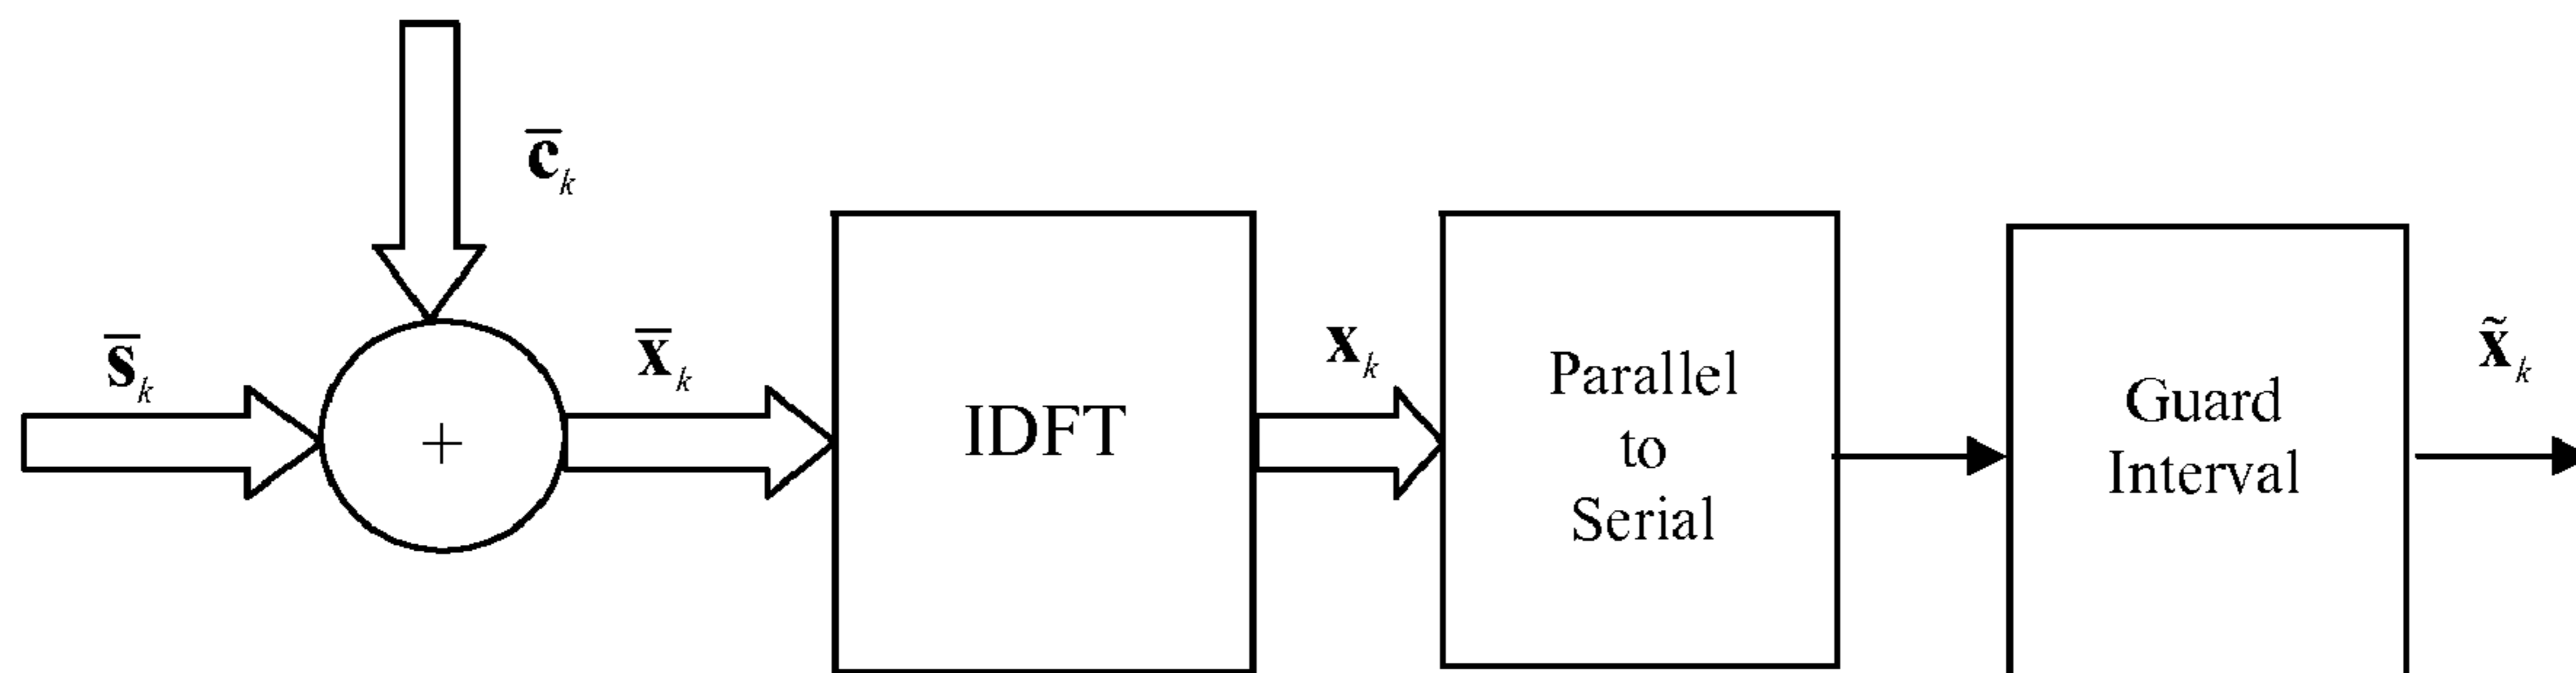 c̄ₖ
s̄ₖ
+
x̄ₖ
IDFT
xₖ
Parallel
to
Serial
Guard
Interval
x̃ₖ